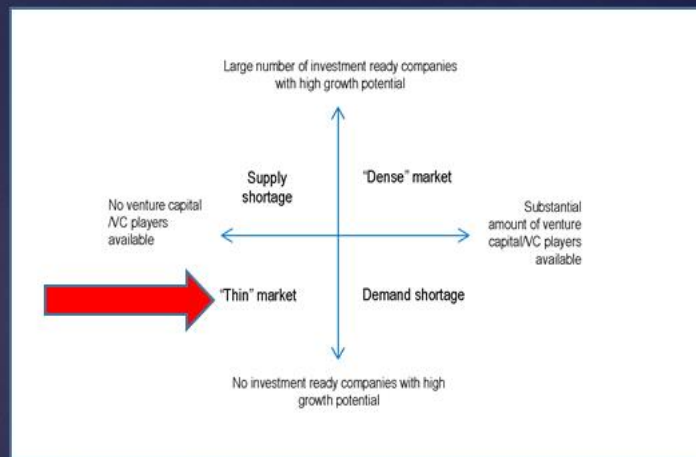 Large number of investment ready companies
with high growth potential
Supply
shortage
"Dense" market
No venture capital
/VC players
available
Substantial
amount of venture
capital/VC players
available
"Thin" market
Demand shortage
No investment ready companies with high
growth potential